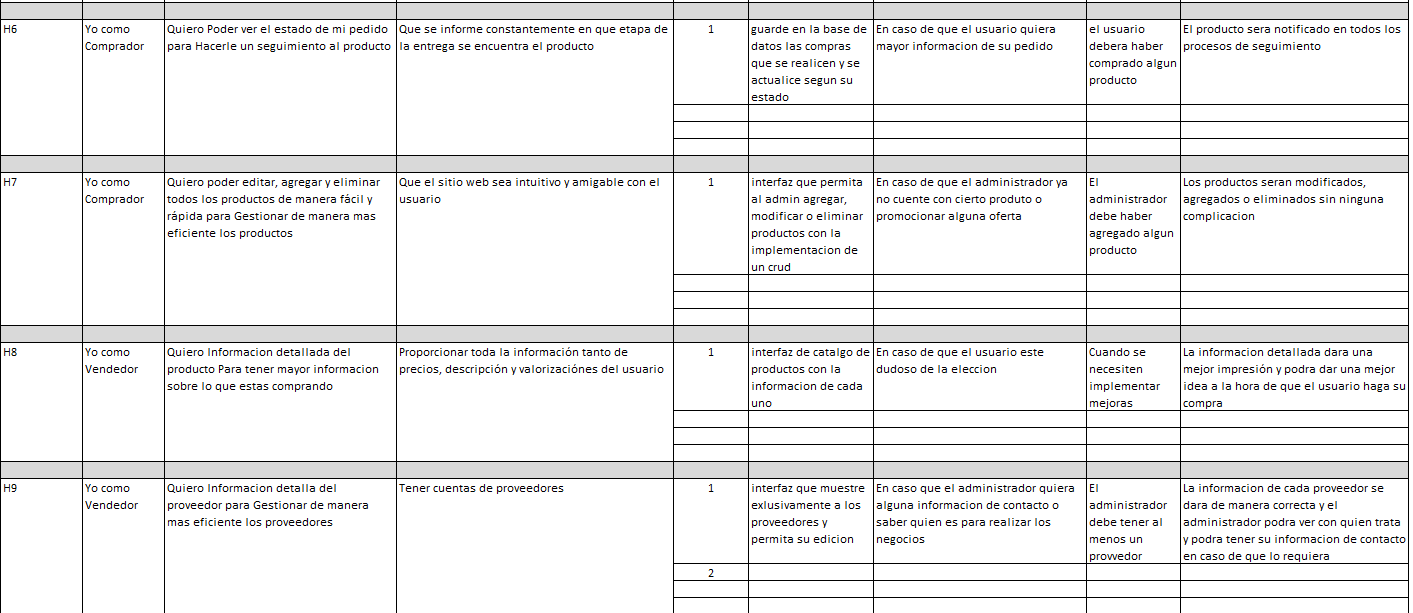 H6
Yo como
Comprador
Quiero Poder ver el estado de mi pedido
para Hacerle un seguimiento al producto
Que se informe constantemente en que etapa de
la entrega se encuentra el producto
1
guarde en la base de
datos las compras
que se realicen y se
actualice segun su
estado
En caso de que el usuario quiera
mayor informacion de su pedido
el usuario
debera haber
comprado algun
producto
El producto sera notificado en todos los
procesos de seguimiento
H7
Yo como
Comprador
Quiero poder editar, agregar y eliminar
todos los productos de manera fácil y
rápida para Gestionar de manera mas
eficiente los productos
Que el sitio web sea intuitivo y amigable con el
usuario
1
interfaz que permita
al admin agregar,
modificar o eliminar
productos con la
implementacion de
un crud
En caso de que el administrador ya
no cuente con cierto produto o
promocionar alguna oferta
El
administrador
debe haber
agregado algun
producto
Los productos seran modificados,
agregados o eliminados sin ninguna
complicacion
H8
Yo como
Vendedor
Quiero Informacion detallada del
producto Para tener mayor informacion
sobre lo que estas comprando
Proporcionar toda la información tanto de
precios, descripción y valorizaciónes del usuario
1
interfaz de catalgo de
productos con la
informacion de cada
uno
En caso de que el usuario este
dudoso de la eleccion
Cuando se
necesiten
implementar
mejoras
La informacion detallada dara una
mejor impresión y podra dar una mejor
idea a la hora de que el usuario haga su
compra
H9
Yo como
Vendedor
Quiero Informacion detalla del
proveedor para Gestionar de manera
mas eficiente los proveedores
Tener cuentas de proveedores
1
interfaz que muestre
exlusivamente a los
proveedores y
permita su edicion
En caso que el administrador quiera
alguna informacion de contacto o
saber quien es para realizar los
negocios
El
administrador
debe tener al
menos un
provvedor
La informacion de cada proveedor se
dara de manera correcta y el
administrador podra ver con quien trata
y podra tener su informacion de contacto
en caso de que lo requiera
2